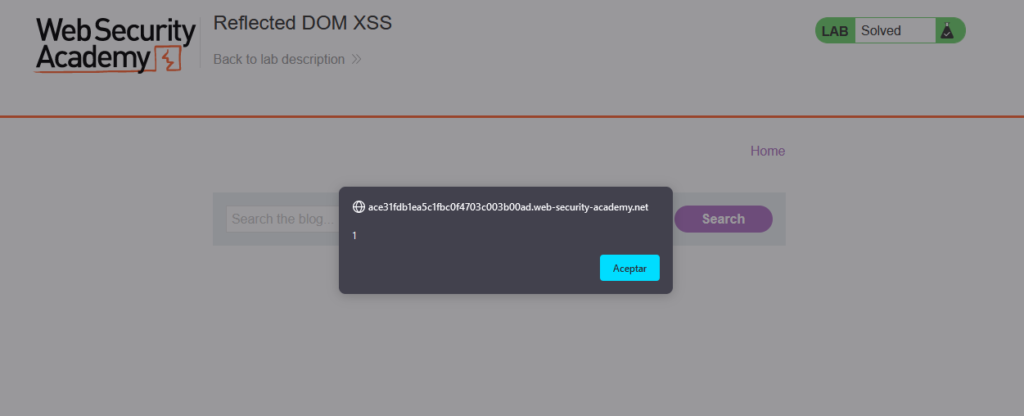 Web Security
Academy
Reflected DOM XSS
Back to lab description
LAB Solved
Home
Search the blog...
Search
ace31fdb1ea5c1fbc0f4703c003b00ad.web-security-academy.net
1
Aceptar